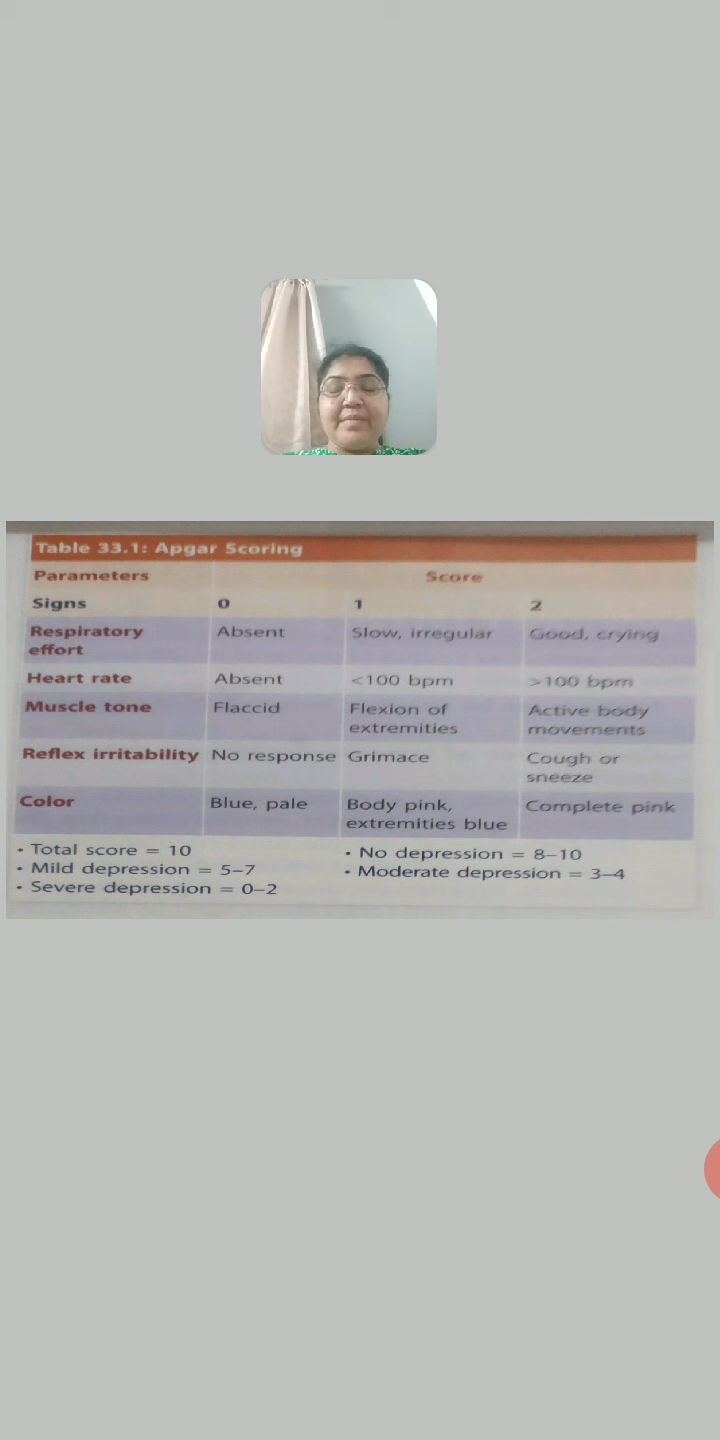 Table 33.1: Apgar Scoring
Parameters Score
Signs 0 1 2
Respiratory effort Absent Slow, irregular Good, crying
Heart rate Absent <100 bpm >100 bpm
Muscle tone Flaccid Flexion of extremities Active body movements
Reflex irritability No response Grimace Cough or sneeze
Color Blue, pale Body pink, extremities blue Complete pink
• Total score = 10
• Mild depression = 5–7
• Severe depression = 0–2
• No depression = 8–10
• Moderate depression = 3–4